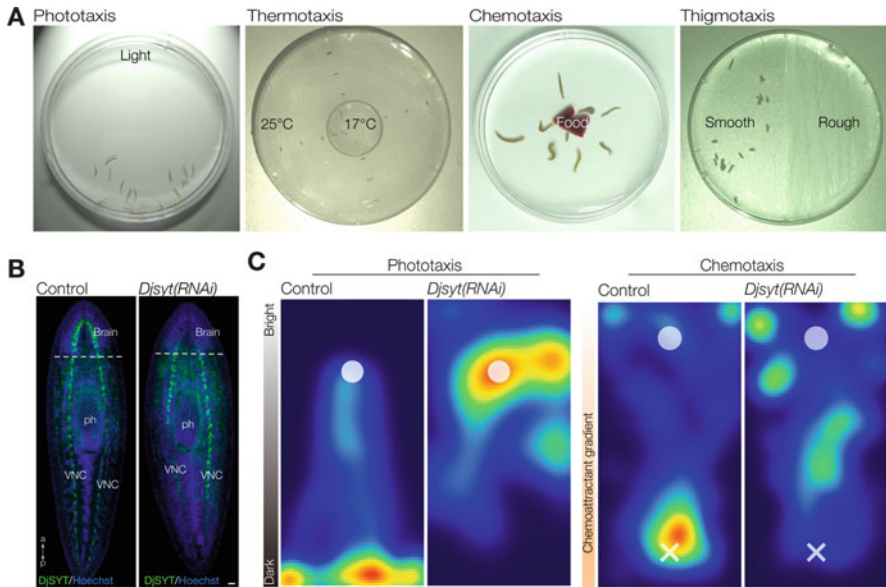 A
Phototaxis
Thermotaxis
Chemotaxis
Thigmotaxis
Light
25°C
17°C
Food
Smooth
Rough
B
Control
Djsyt(RNAi)
Brain
Brain
ph
ph
VNC
VNC
VNC
VNC
a
p
DjSYT/Hoechst
DjSYT/Hoechst
C
Phototaxis
Control
Djsyt(RNAi)
Bright
Dark
Chemotaxis
Control
Djsyt(RNAi)
Chemoattractant gradient